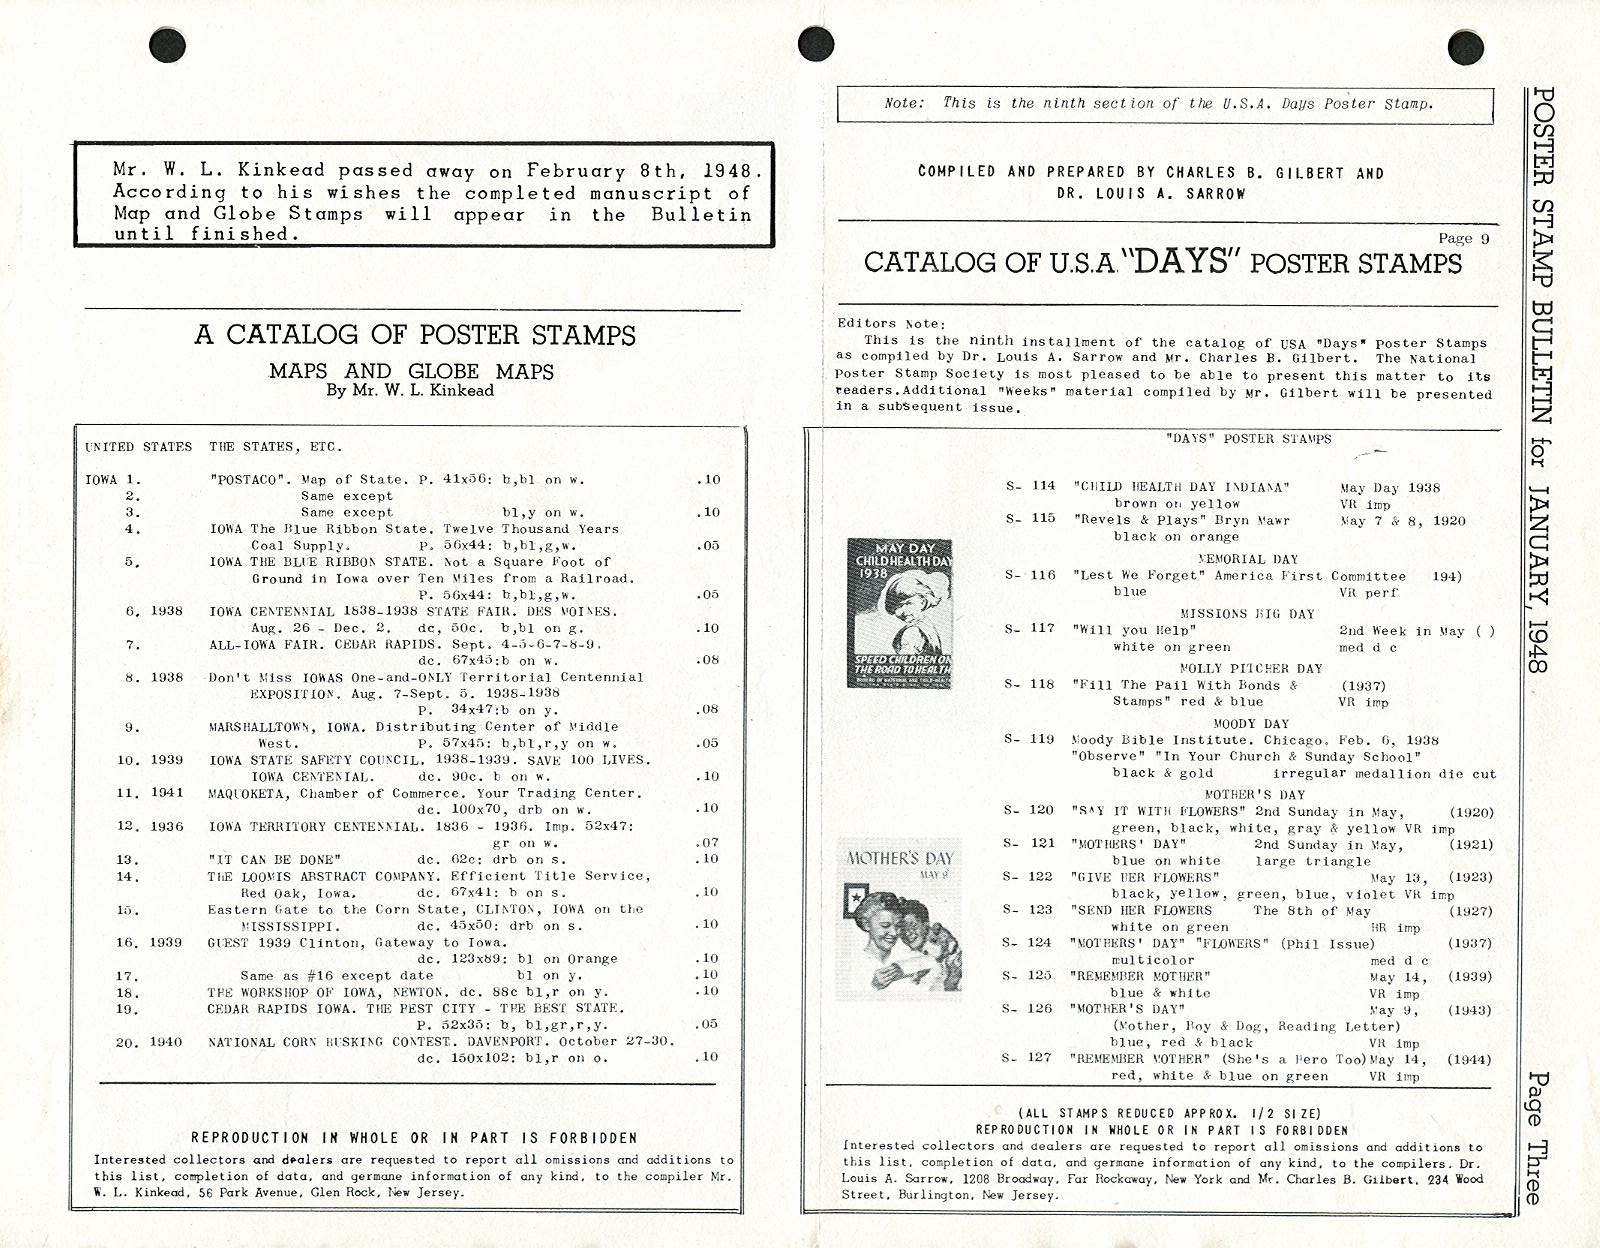 Mr. W. L. Kinkead passed away on February 8th, 1948.
According to his wishes the completed manuscript of
Map and Globe Stamps will appear in the Bulletin
until finished.
A CATALOG OF POSTER STAMPS
MAPS AND GLOBE MAPS
By Mr. W. L. Kinkead
UNITED STATES THE STATES, ETC.
IOWA 1. "POSTACO". Map of State. P. 41x56: b,bl on w. .10
2. Same except
3. Same except bl,y on w. .10
4. IOWA The Blue Ribbon State. Twelve Thousand Years
Coal Supply. P. 56x44: b,bl,g,w. .05
5. IOWA THE BLUE RIBBON STATE. Not a Square Foot of
Ground in Iowa over Ten Miles from a Railroad.
P. 56x44: b,bl,g,w. .05
6. 1938 IOWA CENTENNIAL 1838-1938 STATE FAIR. DES MOINES.
Aug. 26 - Dec. 2. dc, 50c. b,bl on g. .10
7. ALL-IOWA FAIR. CEDAR RAPIDS. Sept. 4-5-6-7-8-9.
dc. 67x45:b on w. .08
8. 1938 Don't Miss IOWAS One-and-ONLY Territorial Centennial
EXPOSITION. Aug. 7-Sept. 5. 1938-1938
P. 34x47:b on y. .08
9. MARSHALLTOWN, IOWA. Distributing Center of Middle
West. P. 57x45: b,bl,r,y on w. .05
10. 1939 IOWA STATE SAFETY COUNCIL. 1938-1939. SAVE 100 LIVES.
IOWA CENTENIAL. dc. 90c. b on w. .10
11. 1941 MAQUOKETA, Chamber of Commerce. Your Trading Center.
dc. 100x70, drb on w. .10
12. 1936 IOWA TERRITORY CENTENNIAL. 1836 - 1936. Imp. 52x47:
gr on w. .07
13. "IT CAN BE DONE" dc. 62c: drb on s. .10
14. THE LOOMIS ABSTRACT COMPANY. Efficient Title Service,
Red Oak, Iowa. dc. 67x41: b on s. .10
15. Eastern Gate to the Corn State, CLINTON, IOWA on the
MISSISSIPPI. dc. 45x50: drb on s. .10
16. 1939 GUEST 1939 Clinton, Gateway to Iowa.
dc. 123x89: bl on Orange .10
17. Same as #16 except date bl on y. .10
18. THE WORKSHOP OF IOWA, NEWTON. dc. 88c bl,r on y. .10
19. CEDAR RAPIDS IOWA. THE BEST CITY - THE BEST STATE.
P. 52x35: b, bl,gr,r,y. .05
20. 1940 NATIONAL CORN HUSKING CONTEST. DAVENPORT. October 27-30.
dc. 150x102: bl,r on o. .10
REPRODUCTION IN WHOLE OR IN PART IS FORBIDDEN
Interested collectors and dealers are requested to report all omissions and additions to
this list, completion of data, and germane information of any kind, to the compiler Mr.
W. L. Kinkead, 56 Park Avenue, Glen Rock, New Jersey.
Note: This is the ninth section of the U.S.A. Days Poster Stamp.
COMPILED AND PREPARED BY CHARLES B. GILBERT AND
DR. LOUIS A. SARROW
Page 9
CATALOG OF U.S.A. "DAYS" POSTER STAMPS
Editors Note:
This is the ninth installment of the catalog of USA "Days" Poster Stamps
as compiled by Dr. Louis A. Sarrow and Mr. Charles B. Gilbert. The National
Poster Stamp Society is most pleased to be able to present this matter to its
readers.Additional "Weeks" material compiled by Mr. Gilbert will be presented
in a subsequent issue.
"DAYS" POSTER STAMPS
S- 114 "CHILD HEALTH DAY INDIANA" May Day 1938
brown on yellow VR imp
S- 115 "Revels & Plays" Bryn Mawr May 7 & 8, 1920
black on orange
MEMORIAL DAY
S- 116 "Lest We Forget" America First Committee 194)
blue VR perf
MISSIONS BIG DAY
S- 117 "Will you Help" 2nd Week in May ( )
white on green med d c
MOLLY PITCHER DAY
S- 118 "Fill The Pail With Bonds & (1937)
Stamps" red & blue VR imp
MOODY DAY
S- 119 Moody Bible Institute. Chicago. Feb. 6, 1938
"Observe" "In Your Church & Sunday School"
black & gold irregular medallion die cut
MOTHER'S DAY
S- 120 "SAY IT WITH FLOWERS" 2nd Sunday in May, (1920)
green, black, white, gray & yellow VR imp
S- 121 "MOTHERS' DAY" 2nd Sunday in May, (1921)
blue on white large triangle
S- 122 "GIVE HER FLOWERS" May 13, (1923)
black, yellow, green, blue, violet VR imp
S- 123 "SEND HER FLOWERS The 8th of May (1927)
white on green HR imp
S- 124 "MOTHERS' DAY" "FLOWERS" (Phil Issue) (1937)
multicolor med d c
S- 125 "REMEMBER MOTHER" May 14, (1939)
blue & white VR imp
S- 126 "MOTHER'S DAY" May 9, (1943)
(Mother, Boy & Dog, Reading Letter)
blue, red & black VR imp
S- 127 "REMEMBER MOTHER" (She's a Hero Too)May 14, (1944)
red, white & blue on green VR imp
MAY DAY
CHILD HEALTH DAY
1938
SPEED CHILDREN ON
THE ROAD TO HEALTH
MOTHER'S DAY
MAY 9
(ALL STAMPS REDUCED APPROX. 1/2 SIZE)
REPRODUCTION IN WHOLE OR IN PART IS FORBIDDEN
Interested collectors and dealers are requested to report all omissions and additions to
this list, completion of data, and germane information of any kind, to the compilers. Dr.
Louis A. Sarrow, 1208 Broadway, Far Rockaway, New York and Mr. Charles B. Gilbert, 234 Wood
Street, Burlington, New Jersey.
POSTER STAMP BULLETIN for JANUARY, 1948
Page Three